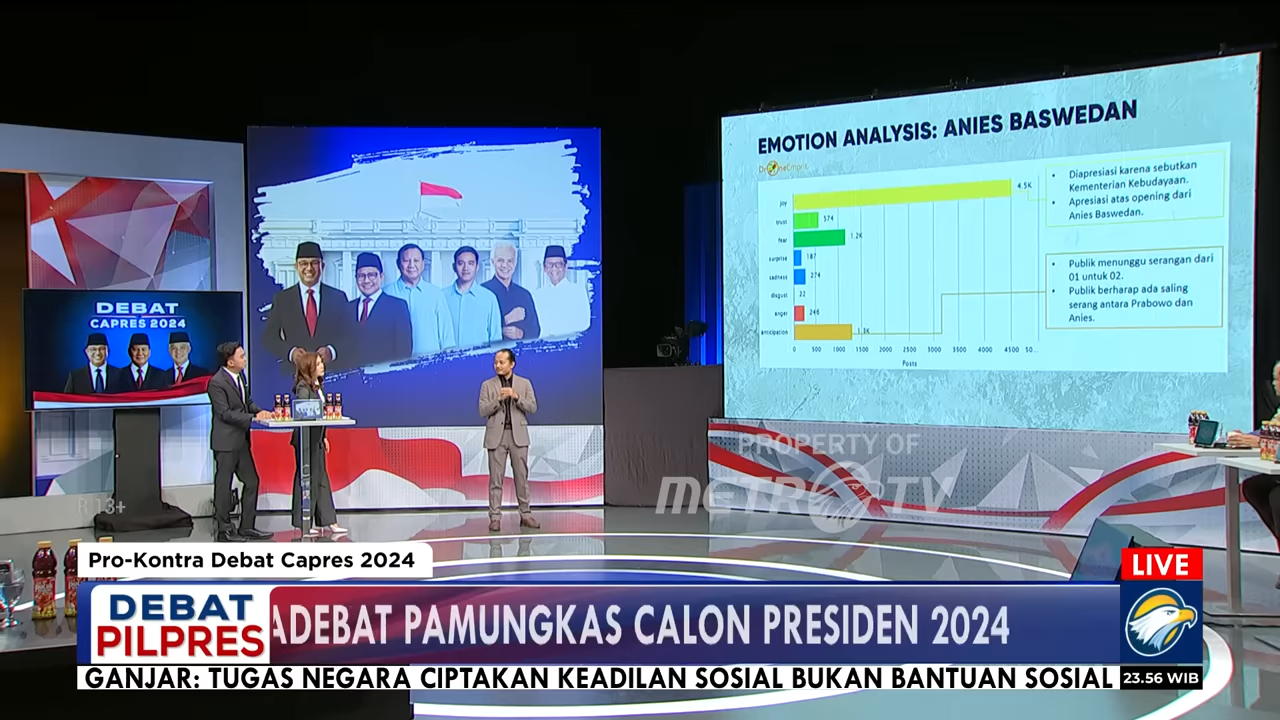 EMOTION ANALYSIS: ANIES BASWEDAN
DroneEmprit
joy
4.5K
trust
574
fear
1.2K
surprise
187
sadness
274
disgust
22
anger
246
anticipation
1.3K
0 500 1000 1500 2000 2500 3000 3500 4000 4500 50...
Posts
• Diapresiasi karena sebutkan
Kementerian Kebudayaan.
• Apresiasi atas opening dari
Anies Baswedan.
• Publik menunggu serangan dari
01 untuk 02.
• Publik berharap ada saling
serang antara Prabowo dan
Anies.
DEBAT
CAPRES 2024
PROPERTY OF
METRO TV
R 13+
Pro-Kontra Debat Capres 2024
LIVE
DEBAT
PILPRES
ADEBAT PAMUNGKAS CALON PRESIDEN 2024
GANJAR: TUGAS NEGARA CIPTAKAN KEADILAN SOSIAL BUKAN BANTUAN SOSIAL
23.56 WIB